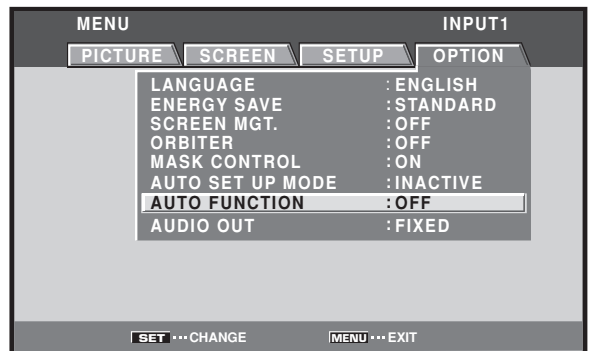 MENU INPUT1
PICTURE SCREEN SETUP OPTION
LANGUAGE :ENGLISH
ENERGY SAVE :STANDARD
SCREEN MGT. :OFF
ORBITER :OFF
MASK CONTROL :ON
AUTO SET UP MODE :INACTIVE
AUTO FUNCTION :OFF
AUDIO OUT :FIXED
SET ··· CHANGE MENU ··· EXIT